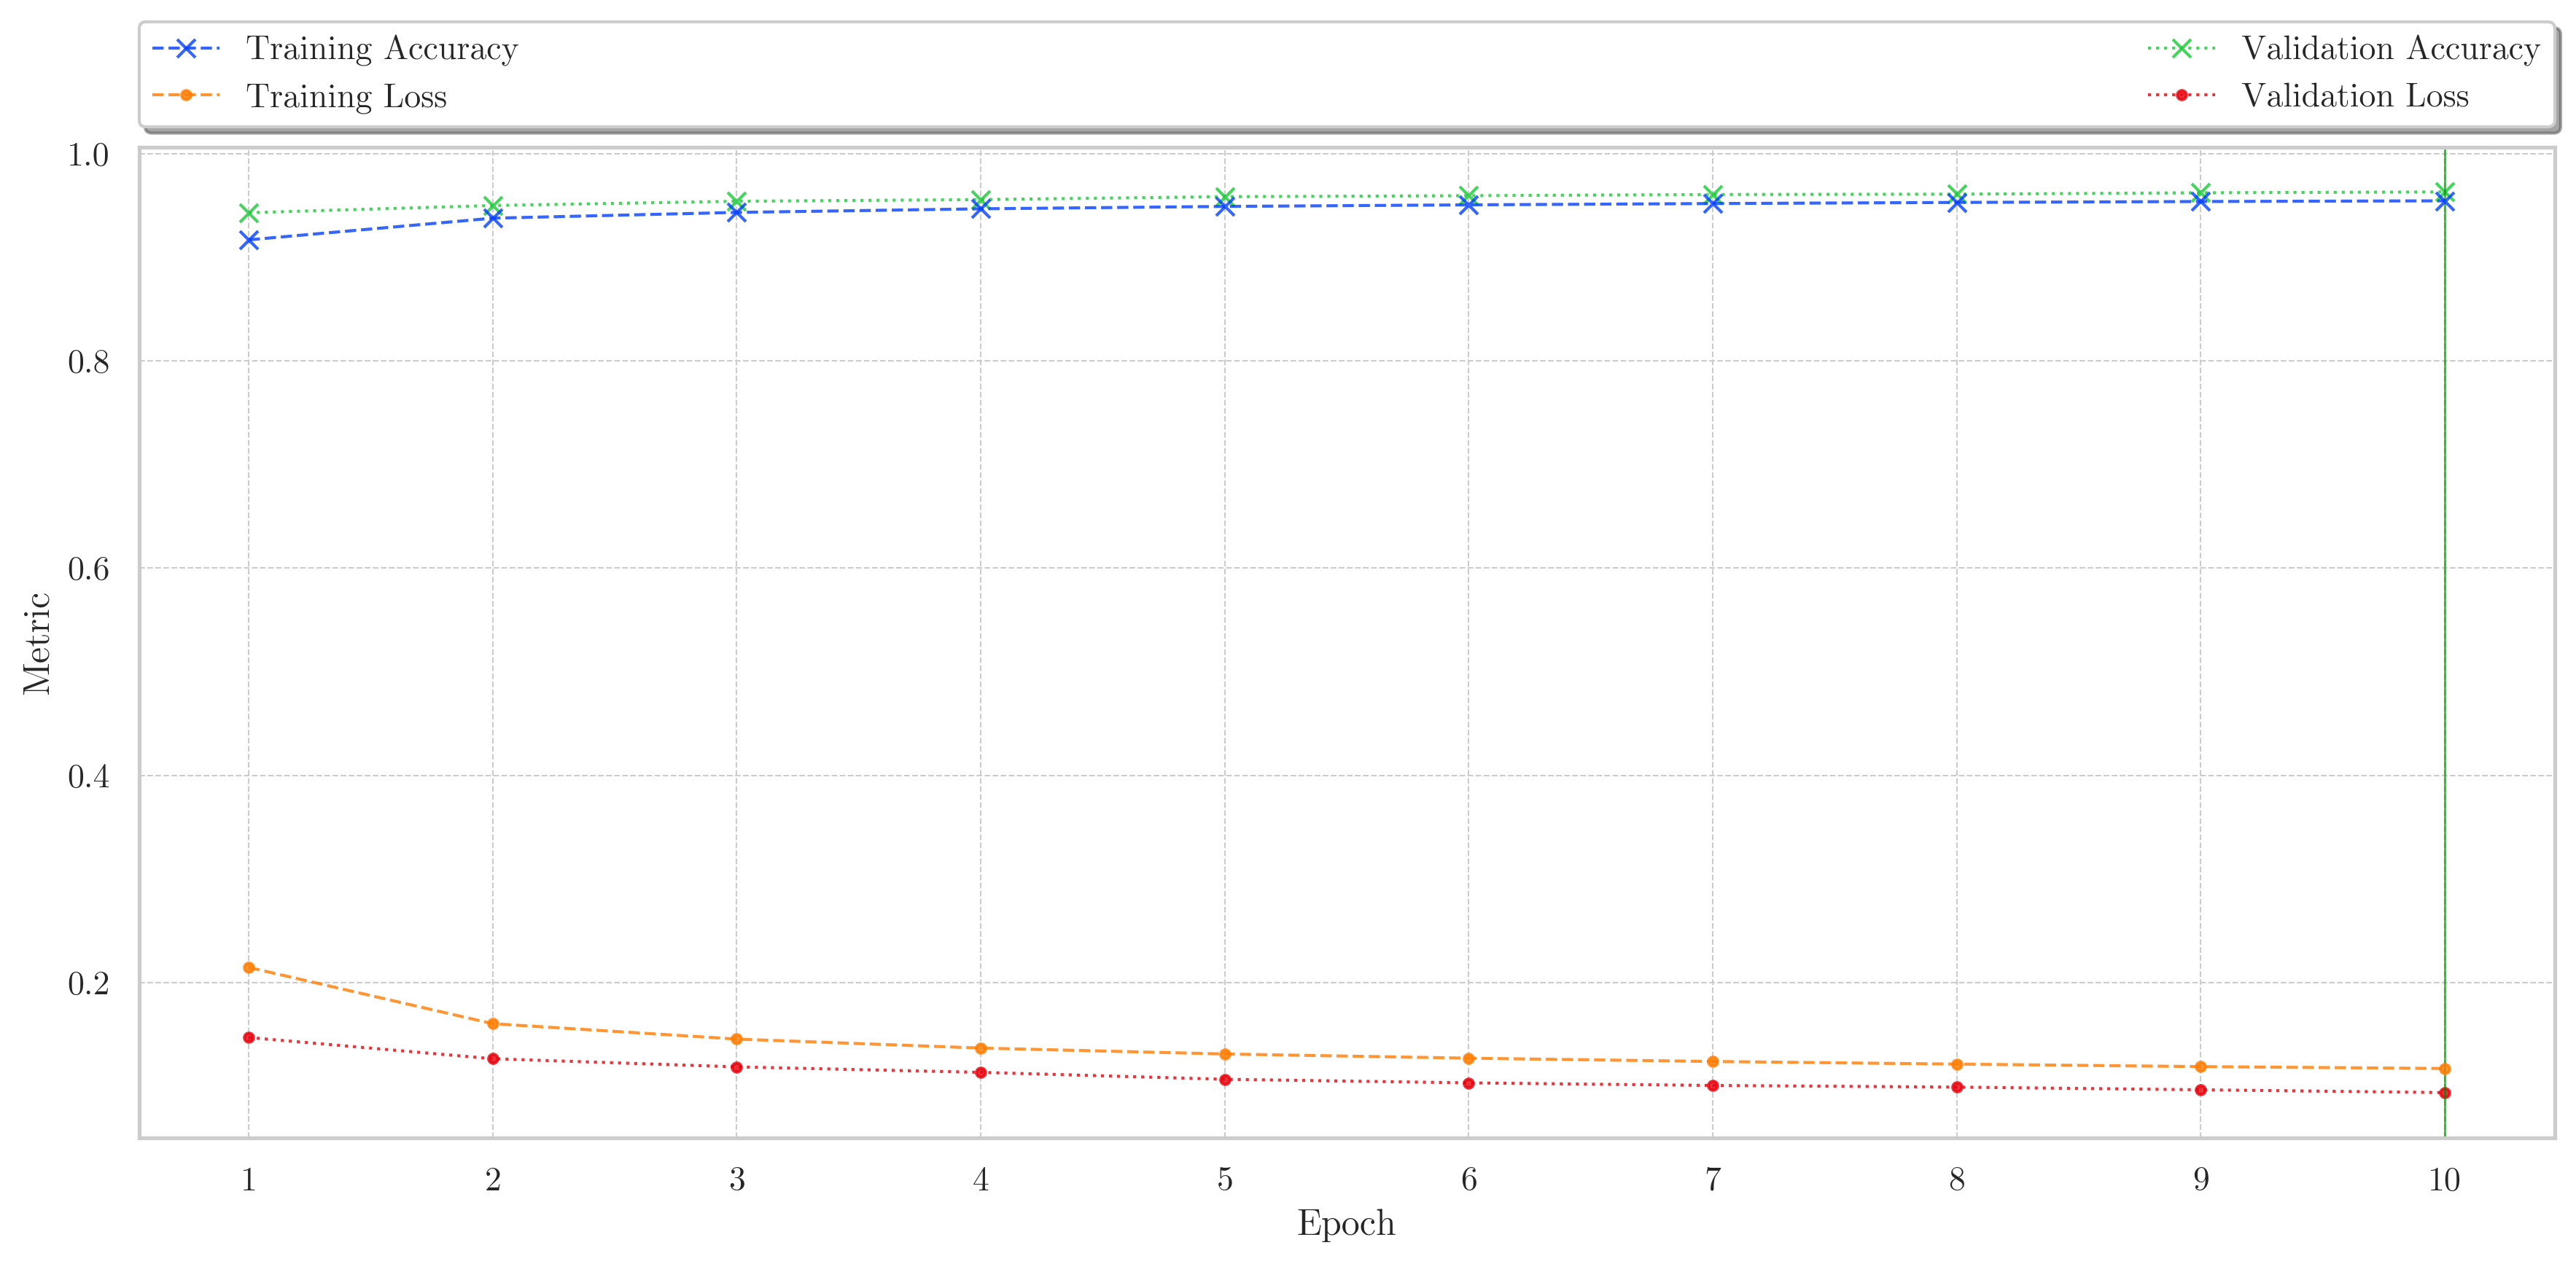 Training Accuracy
Training Loss
Validation Accuracy
Validation Loss
1.0
0.8
0.6
0.4
0.2
Metric
1 2 3 4 5 6 7 8 9 10
Epoch